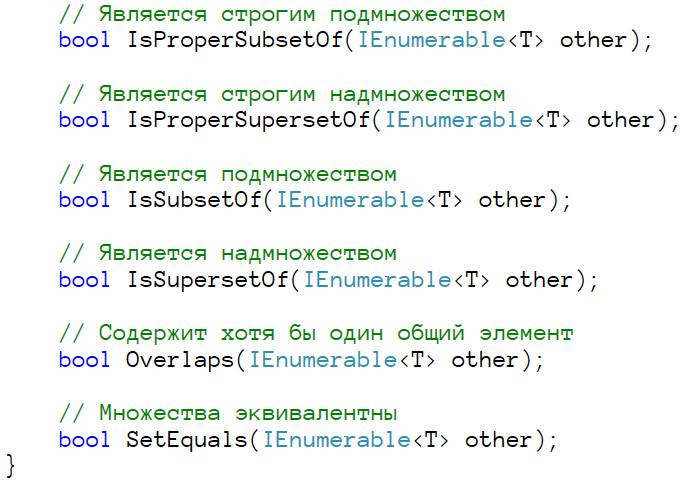 // Является строгим подмножеством
bool IsProperSubsetOf(IEnumerable<T> other);
// Является строгим надмножеством
bool IsProperSupersetOf(IEnumerable<T> other);
// Является подмножеством
bool IsSubsetOf(IEnumerable<T> other);
// Является надмножеством
bool IsSupersetOf(IEnumerable<T> other);
// Содержит хотя бы один общий элемент
bool Overlaps(IEnumerable<T> other);
// Множества эквивалентны
bool SetEquals(IEnumerable<T> other);
}